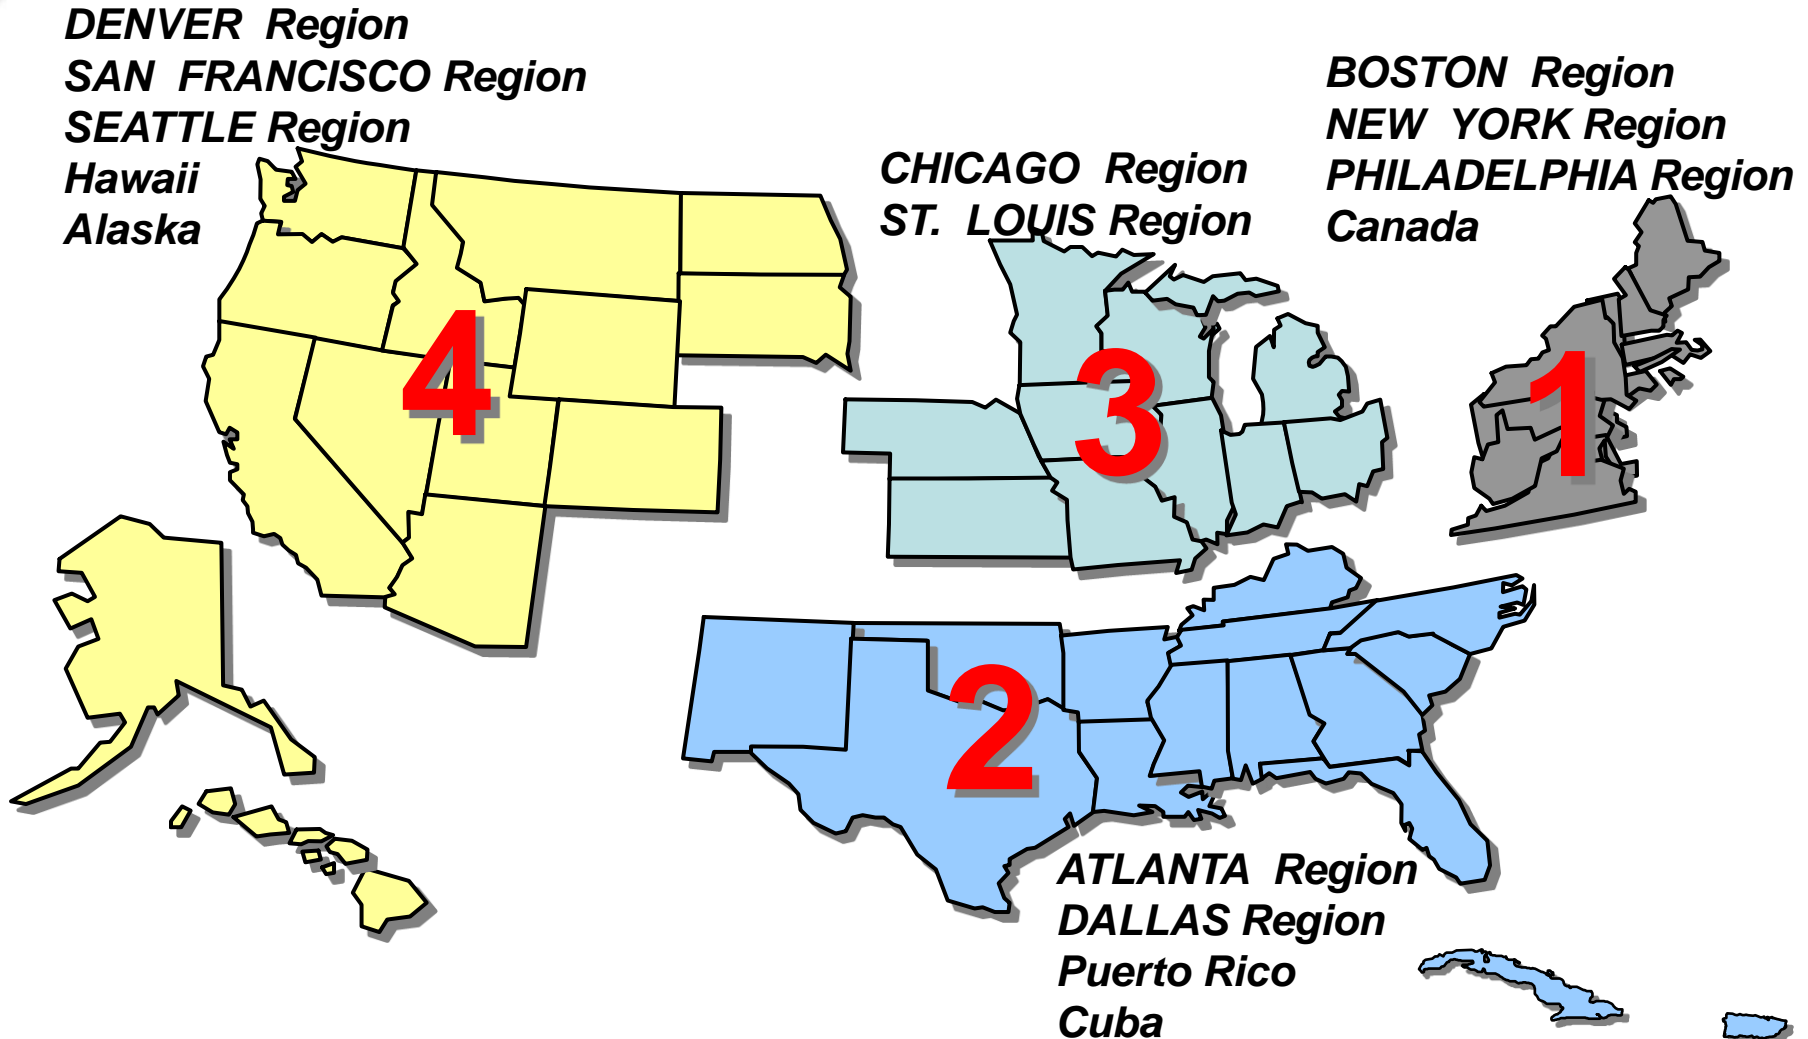 DENVER Region
SAN FRANCISCO Region
SEATTLE Region
Hawaii
Alaska
BOSTON Region
NEW YORK Region
PHILADELPHIA Region
Canada
CHICAGO Region
ST. LOUIS Region
4
3
1
2
ATLANTA Region
DALLAS Region
Puerto Rico
Cuba